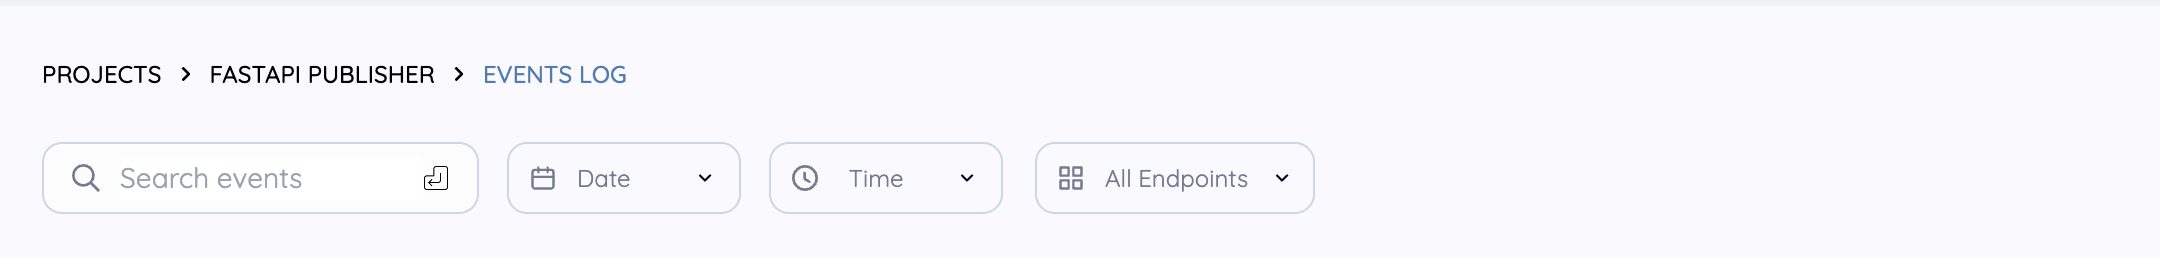 PROJECTS > FASTAPI PUBLISHER > EVENTS LOG
Search events Date Time All Endpoints